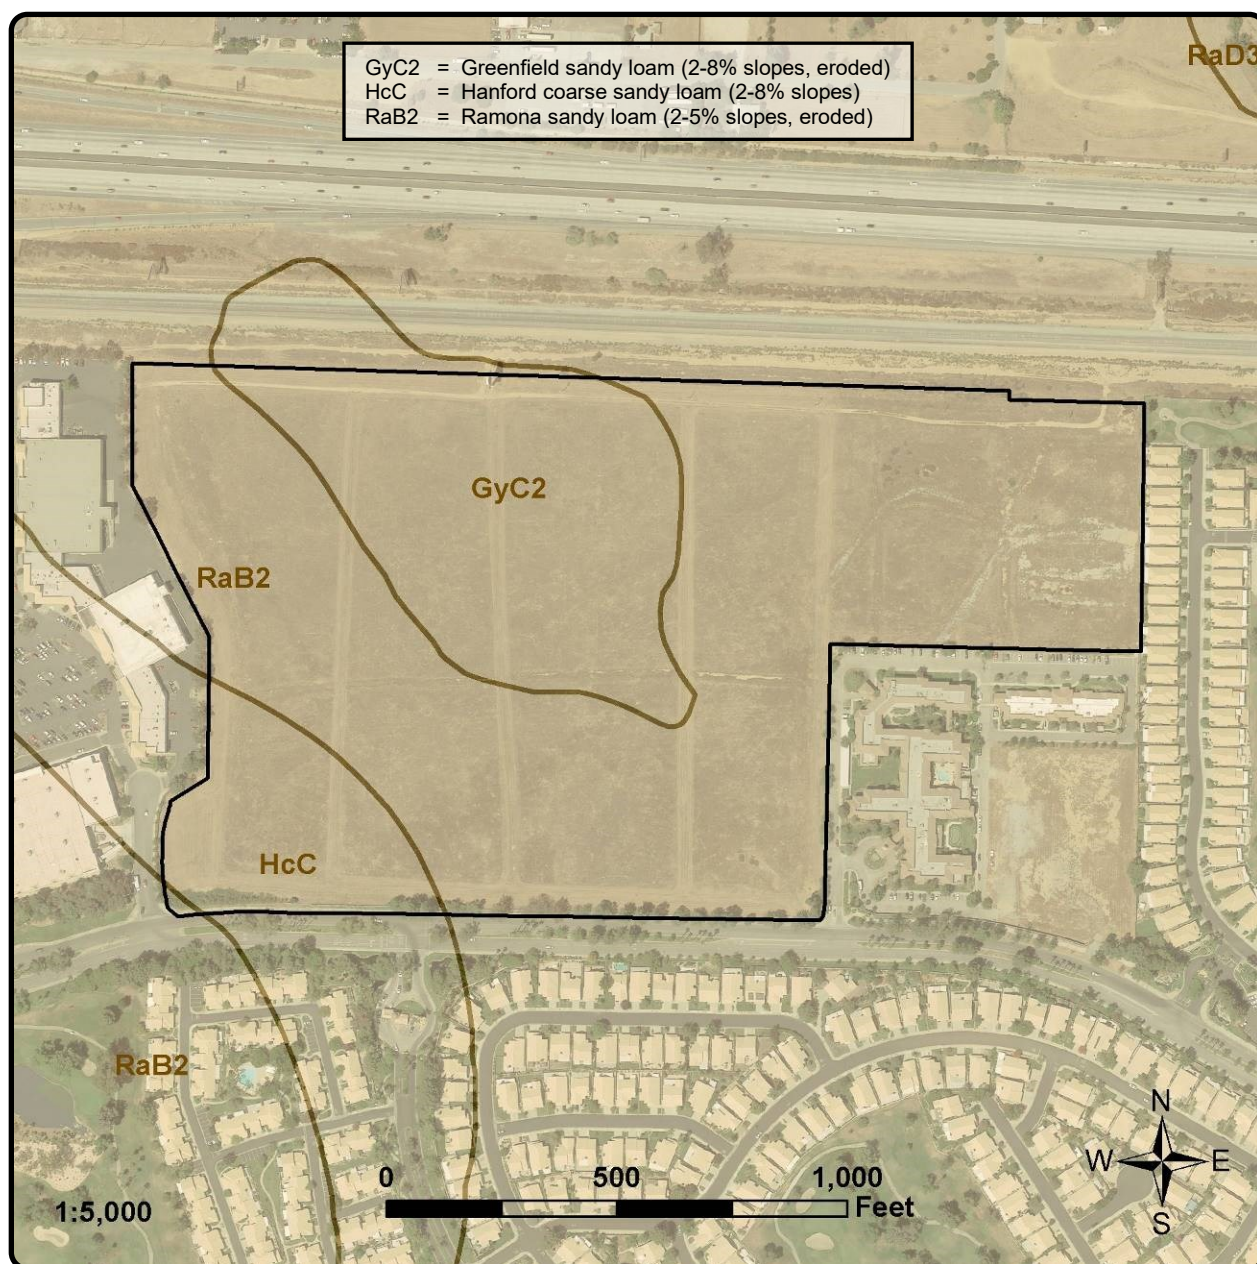 RaD3
GyC2 = Greenfield sandy loam (2-8% slopes, eroded)
HcC = Hanford coarse sandy loam (2-8% slopes)
RaB2 = Ramona sandy loam (2-5% slopes, eroded)
GyC2
RaB2
HcC
RaB2
N
W E
S
0 500 1,000
Feet
1:5,000